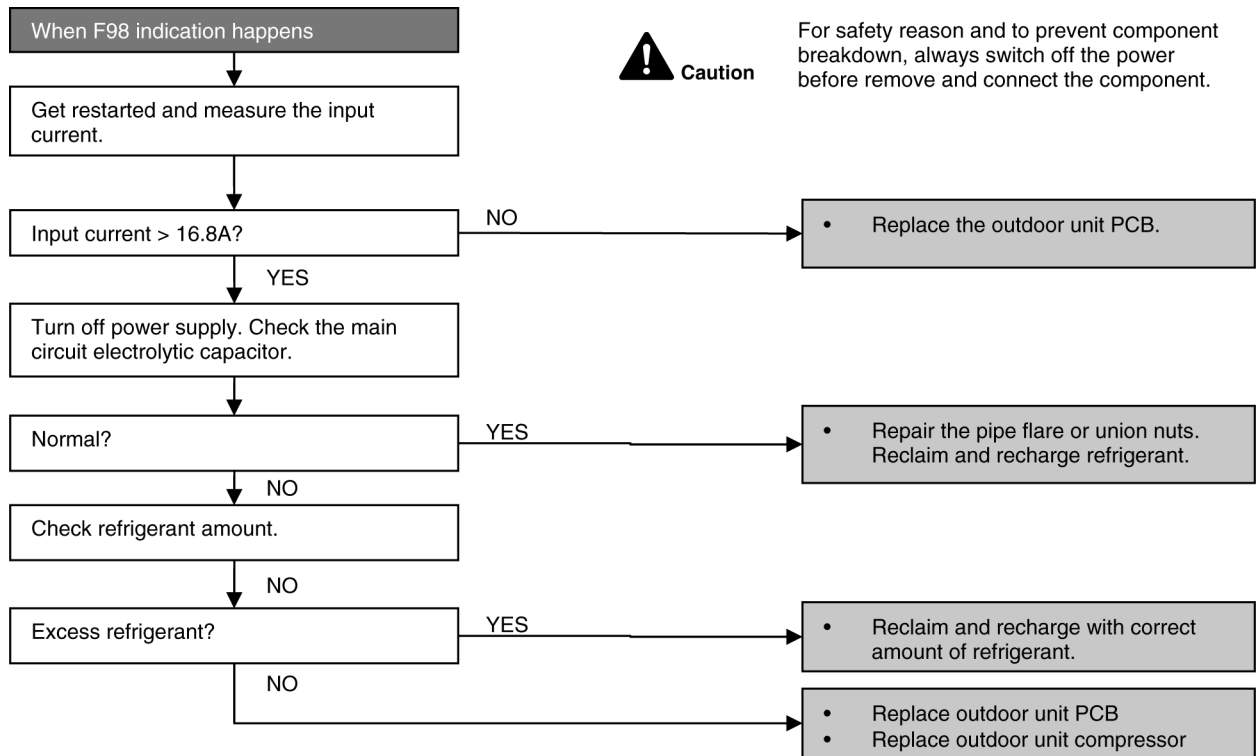 When F98 indication happens
Caution
For safety reason and to prevent component
breakdown, always switch off the power
before remove and connect the component.
Get restarted and measure the input
current.
Input current > 16.8A?
NO
• Replace the outdoor unit PCB.
YES
Turn off power supply. Check the main
circuit electrolytic capacitor.
Normal?
YES
• Repair the pipe flare or union nuts.
Reclaim and recharge refrigerant.
NO
Check refrigerant amount.
NO
Excess refrigerant?
YES
• Reclaim and recharge with correct
amount of refrigerant.
NO
• Replace outdoor unit PCB
• Replace outdoor unit compressor